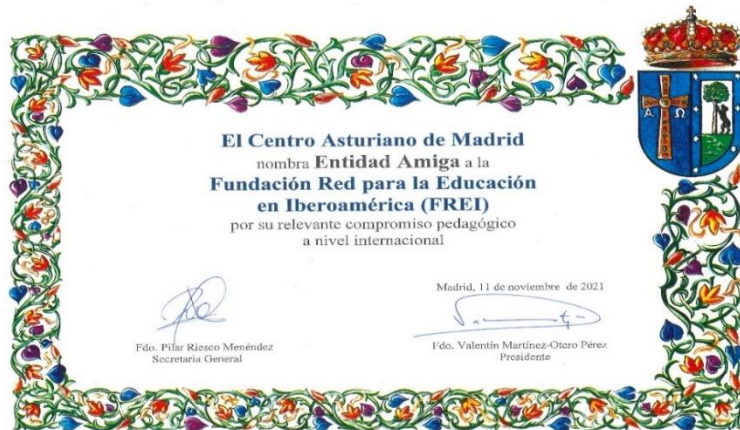 El Centro Asturiano de Madrid
nombra Entidad Amiga a la
Fundación Red para la Educación
en Iberoamérica (FREI)
por su relevante compromiso pedagógico
a nivel internacional
Madrid, 11 de noviembre de 2021
Fdo. Pilar Riesco Menéndez
Secretaria General
Fdo. Valentín Martínez-Otero Pérez
Presidente
Α Ω